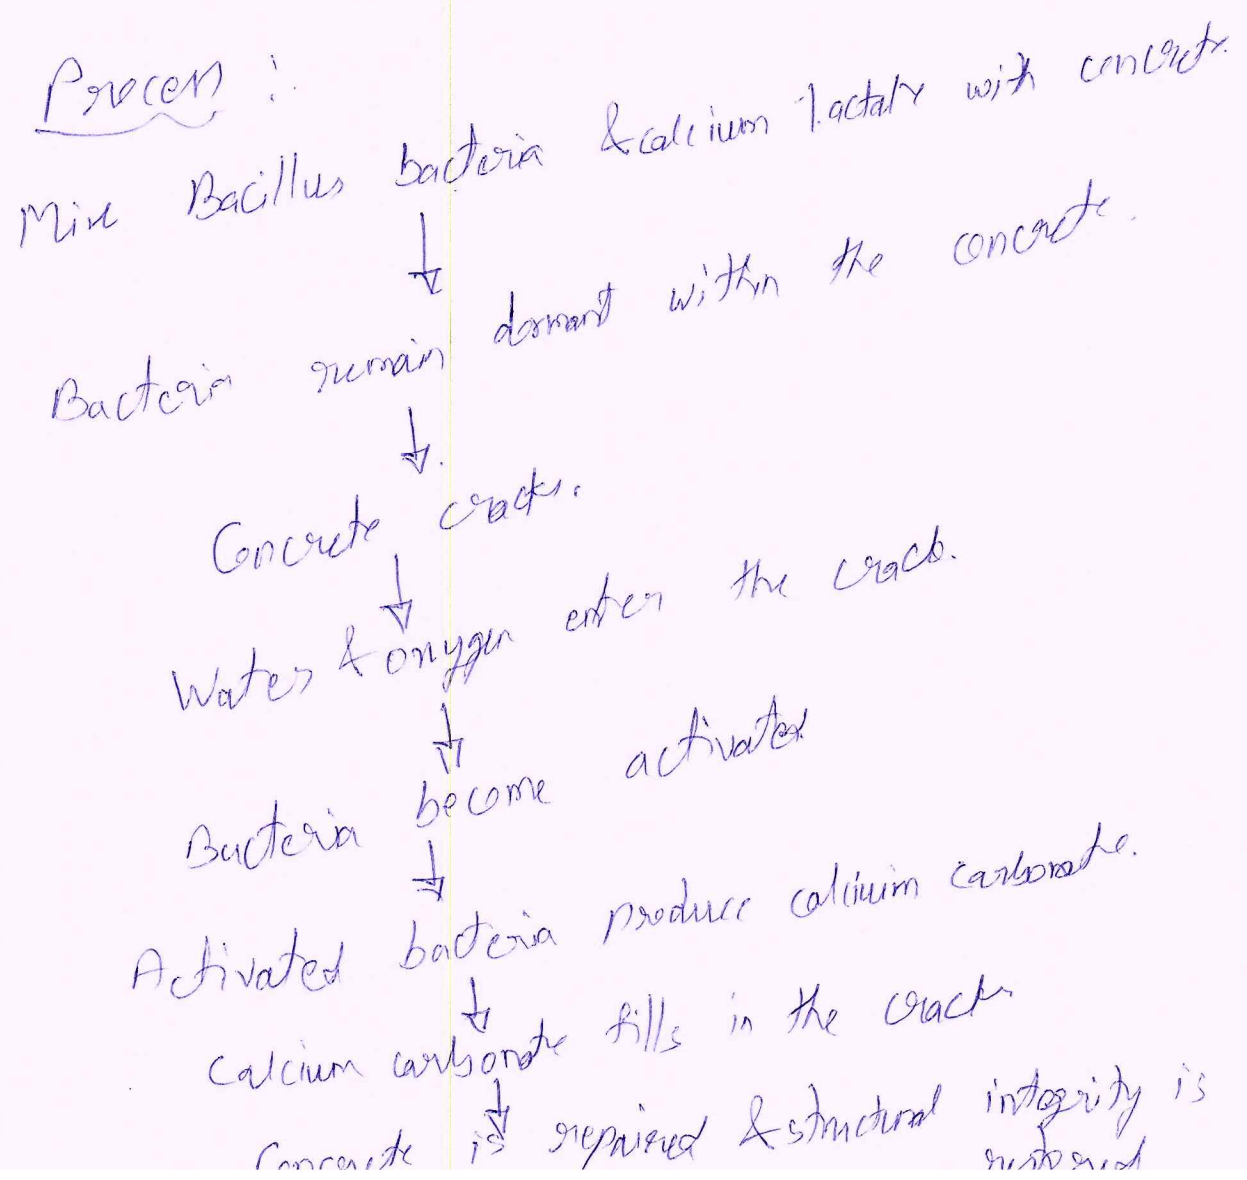 Process :
Mix Bacillus bacteria & calcium lactate with concrete.
Bacteria remain dormant within the concrete.
Concrete cracks.
Water & oxygen enter the crack.
Bacteria become activated
Activated bacteria produce calcium carbonate.
Calcium carbonate fills in the cracks
Concrete is repaired & structural integrity is
restored